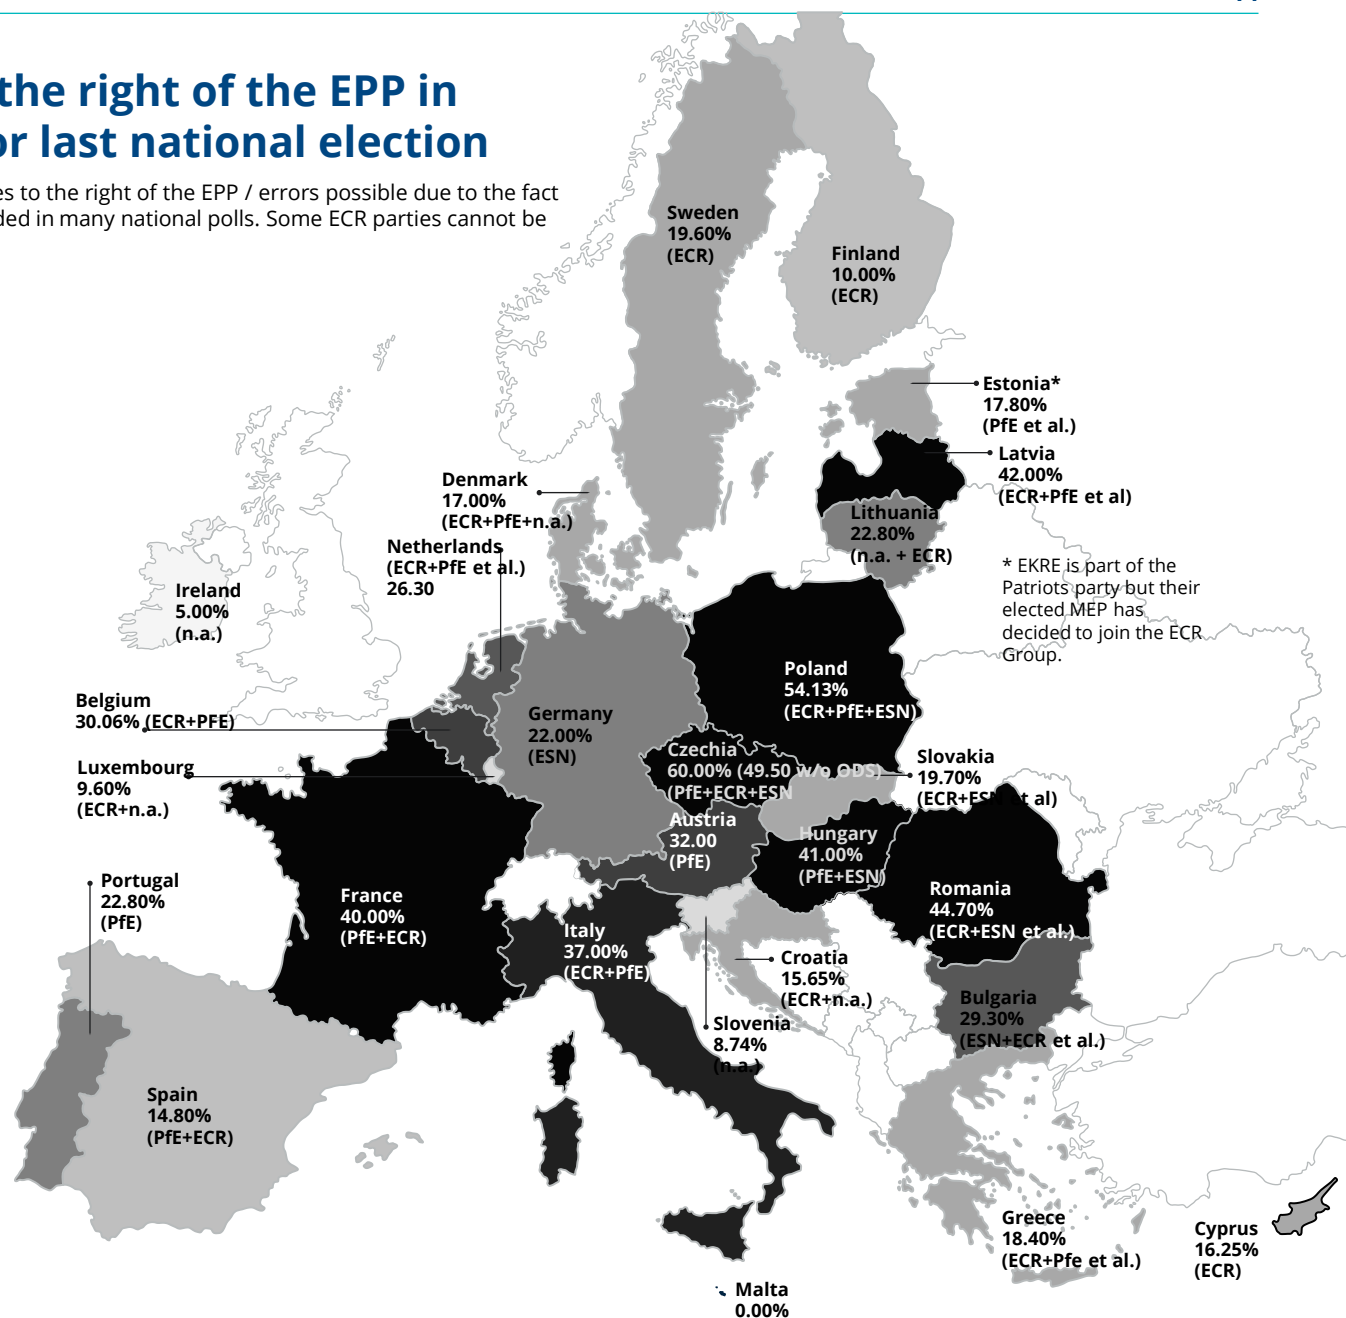 the right of the EPP in
or last national election
es to the right of the EPP / errors possible due to the fact
ded in many national polls. Some ECR parties cannot be
Sweden
19.60%
(ECR)
Finland
10.00%
(ECR)
Estonia*
17.80%
(PfE et al.)
Latvia
42.00%
(ECR+PfE et al)
Denmark
17.00%
(ECR+PfE+n.a.)
Lithuania
22.80%
(n.a. + ECR)
Netherlands
(ECR+PfE et al.)
26.30
* EKRE is part of the
Patriots party but their
elected MEP has
decided to join the ECR
Group.
Ireland
5.00%
(n.a.)
Poland
54.13%
(ECR+PfE+ESN)
Belgium
30.06% (ECR+PFE)
Germany
22.00%
(ESN)
Czechia
60.00% (49.50 w/o ODS)
(PfE+ECR+ESN
Slovakia
19.70%
(ECR+ESN et al)
Luxembourg
9.60%
(ECR+n.a.)
Austria
32.00
(PfE)
Hungary
41.00%
(PfE+ESN)
Portugal
22.80%
(PfE)
France
40.00%
(PfE+ECR)
Romania
44.70%
(ECR+ESN et al.)
Italy
37.00%
(ECR+PfE)
Croatia
15.65%
(ECR+n.a.)
Bulgaria
29.30%
(ESN+ECR et al.)
Slovenia
8.74%
(n.a.)
Spain
14.80%
(PfE+ECR)
Greece
18.40%
(ECR+Pfe et al.)
Cyprus
16.25%
(ECR)
Malta
0.00%